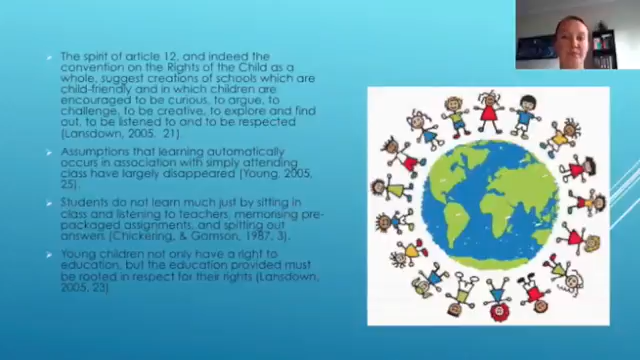 The spirit of article 12, and indeed the
convention on the Rights of the Child as a
whole, suggest creations of schools which are
child-friendly and in which children are
encouraged to be curious, to argue, to
challenge, to be creative, to explore and find
out, to be listened to and to be respected
(Lansdown, 2005, 21).
Assumptions that learning automatically
occurs in association with simply attending
class have largely disappeared (Young, 2005,
25).
Students do not learn much just by sitting in
class and listening to teachers, memorising pre-
packaged assignments, and spitting out
answers (Chickering, & Gamson, 1987, 3).
Young children not only have a right to
education, but the education provided must
be rooted in respect for their rights (Lansdown,
2005, 23)